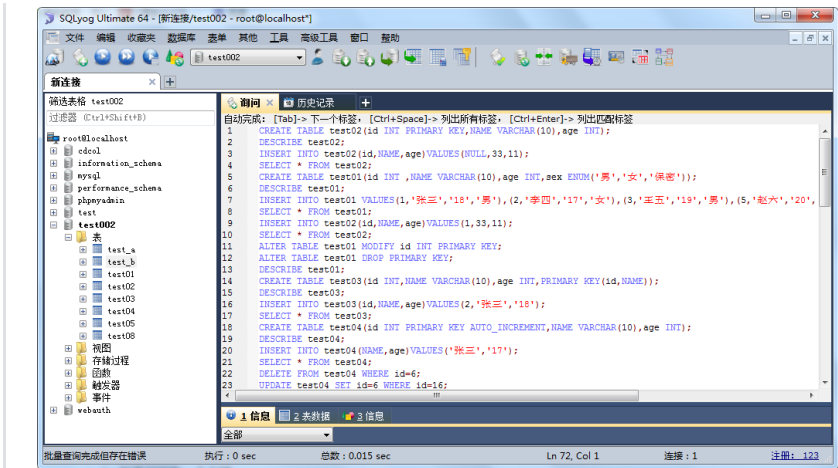 SQLyog Ultimate 64 - [新连接/test002 - root@localhost*]
文件 编辑 收藏夹 数据库 表单 其他 工具 高级工具 窗口 帮助
test002
新连接
筛选表格 test002
过滤器 (Ctrl+Shift+B)
root@localhost
cdcol
information_schema
mysql
performance_schema
phpmyadmin
test
test002
表
test_a
test_b
test01
test02
test03
test04
test05
test08
视图
存储过程
函数
触发器
事件
webauth
询问 历史记录
自动完成: [Tab]-> 下一个标签, [Ctrl+Space]-> 列出所有标签, [Ctrl+Enter]-> 列出匹配标签
1 CREATE TABLE test02(id INT PRIMARY KEY,NAME VARCHAR(10),age INT);
2 DESCRIBE test02;
3 INSERT INTO test02(id,NAME,age)VALUES(NULL,33,11);
4 SELECT * FROM test02;
5 CREATE TABLE test01(id INT ,NAME VARCHAR(10),age INT,sex ENUM('男','女','保密'));
6 DESCRIBE test01;
7 INSERT INTO test01 VALUES(1,'张三','18','男'),(2,'李四','17','女'),(3,'王五','19','男'),(5,'赵六','20',
8 SELECT * FROM test01;
9 INSERT INTO test02(id,NAME,age)VALUES(1,33,11);
10 SELECT * FROM test02;
11 ALTER TABLE test01 MODIFY id INT PRIMARY KEY;
12 ALTER TABLE test01 DROP PRIMARY KEY;
13 DESCRIBE test01;
14 CREATE TABLE test03(id INT,NAME VARCHAR(10),age INT,PRIMARY KEY(id,NAME));
15 DESCRIBE test03;
16 INSERT INTO test03(id,NAME,age)VALUES(2,'张三','18');
17 SELECT * FROM test03;
18 CREATE TABLE test04(id INT PRIMARY KEY AUTO_INCREMENT,NAME VARCHAR(10),age INT);
19 DESCRIBE test04;
20 INSERT INTO test04(NAME,age)VALUES('张三','17');
21 SELECT * FROM test04;
22 DELETE FROM test04 WHERE id=6;
23 UPDATE test04 SET id=6 WHERE id=16;
1 信息 2 表数据 3 信息
全部
批量查询完成但存在错误 执行：0 sec 总数：0.015 sec Ln 72, Col 1 连接：1 注册: 123